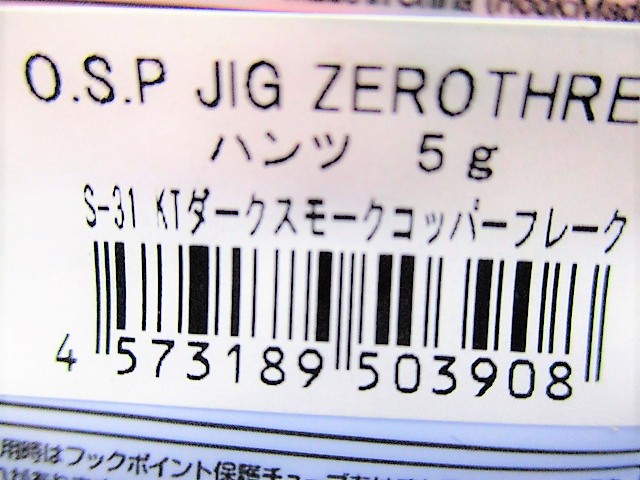 O.S.P JIG ZEROTHRE
ハンツ 5g
S-31 KTダークスモークコッパーフレーク
4 573189 503908
用時はフックポイント保護チューブ